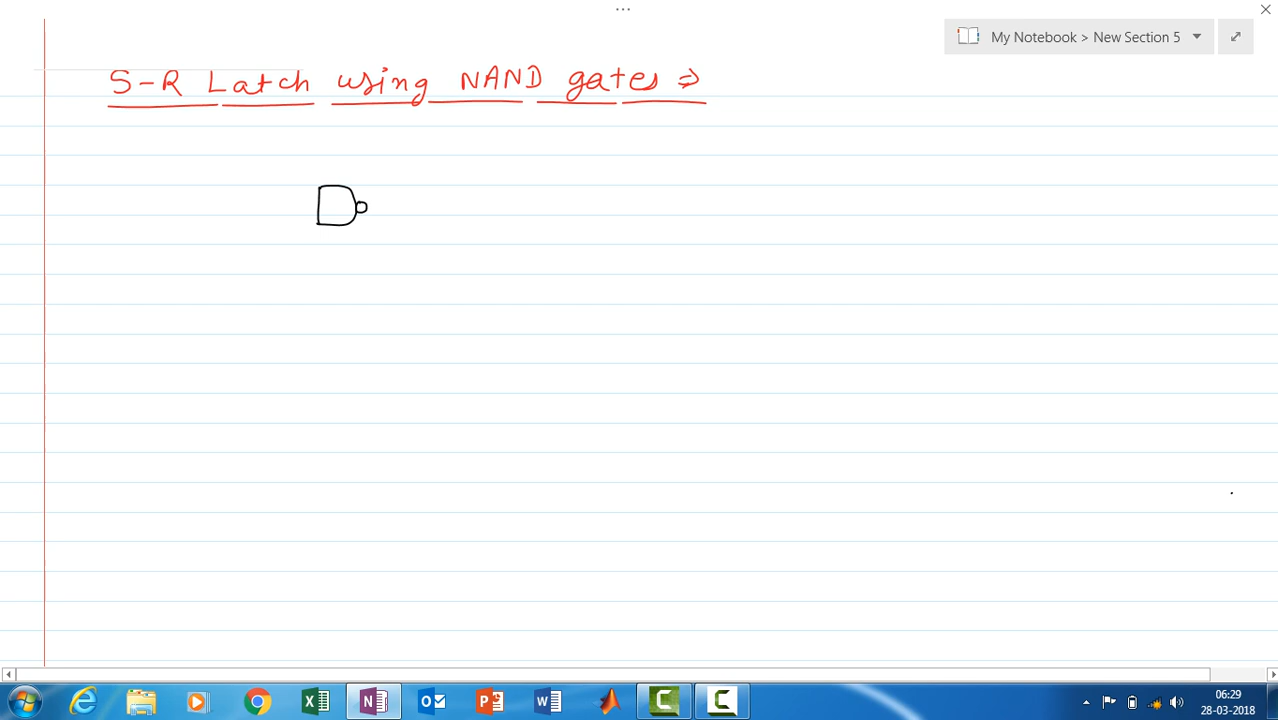 ...
My Notebook > New Section 5
S-R Latch using NAND gates ⇒
06:29
28-03-2018